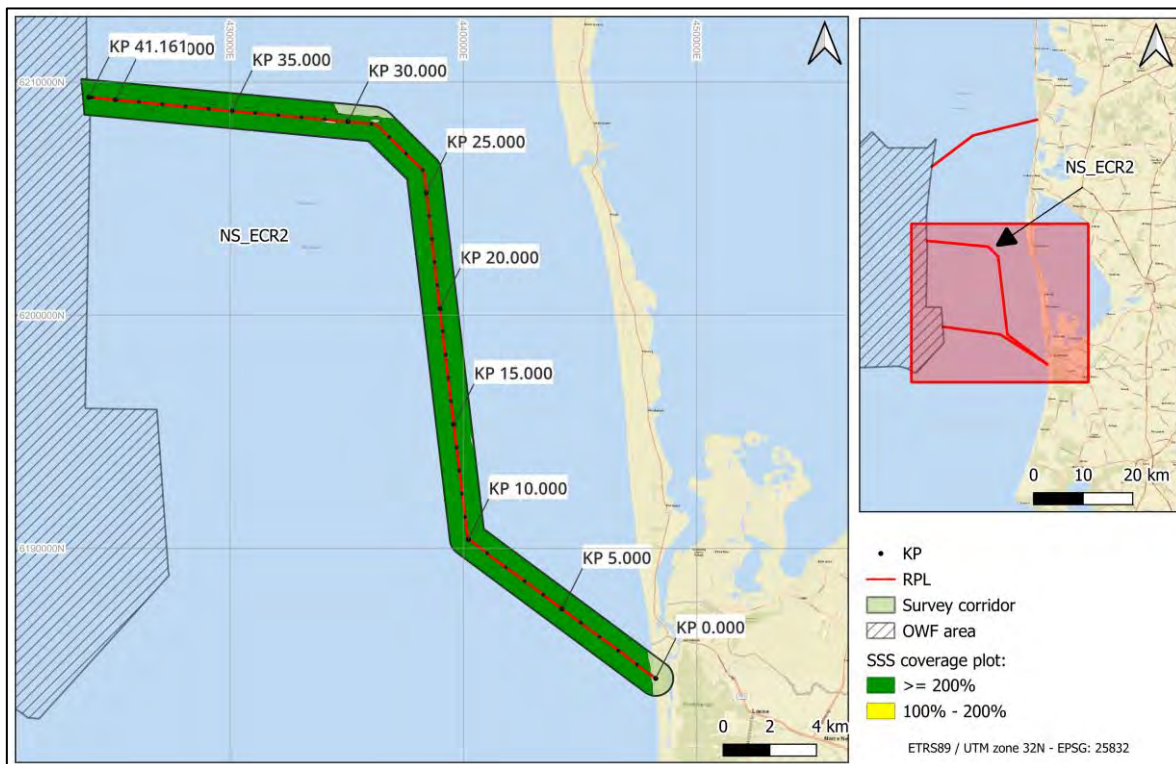 430000E
440000E
450000E
KP 41.161
000
KP 35.000
KP 30.000
6210000N
KP 25.000
NS_ECR2
KP 20.000
6200000N
KP 15.000
KP 10.000
6190000N
KP 5.000
KP 0.000
0 2 4 km
NS_ECR2
0 10 20 km
KP
RPL
Survey corridor
OWF area
SSS coverage plot:
>= 200%
100% - 200%
ETRS89 / UTM zone 32N - EPSG: 25832